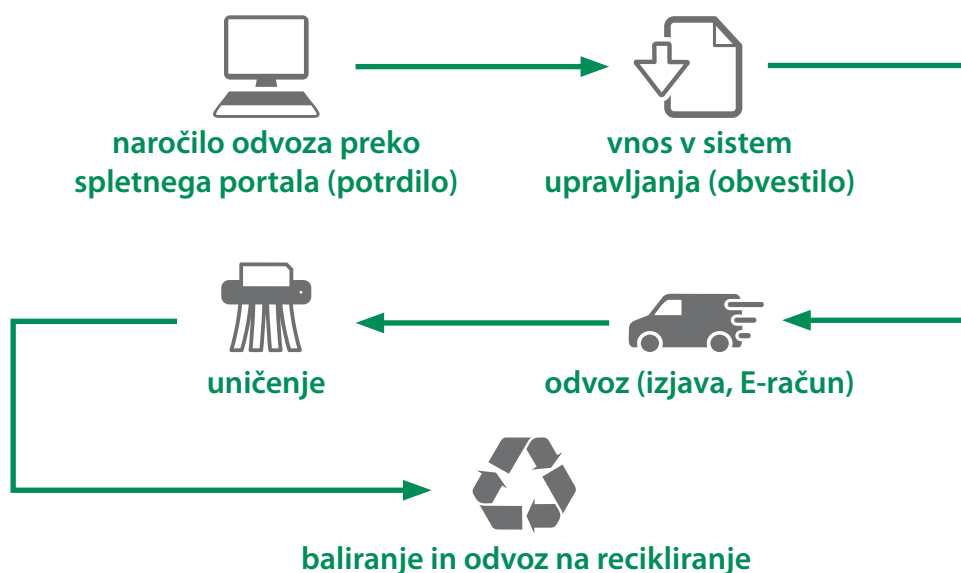 naročilo odvoza preko
spletnega portala (potrdilo)
vnos v sistem
upravljanja (obvestilo)
odvoz (izjava, E-račun)
uničenje
baliranje in odvoz na recikliranje